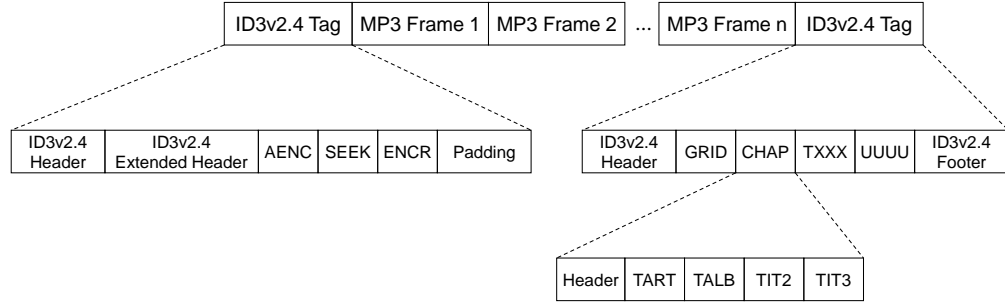 ID3v2.4 Tag MP3 Frame 1 MP3 Frame 2 ... MP3 Frame n ID3v2.4 Tag
ID3v2.4 Header
ID3v2.4 Extended Header
AENC SEEK ENCR Padding
ID3v2.4 Header
GRID CHAP TXXX UUUU
ID3v2.4 Footer
Header TART TALB TIT2 TIT3